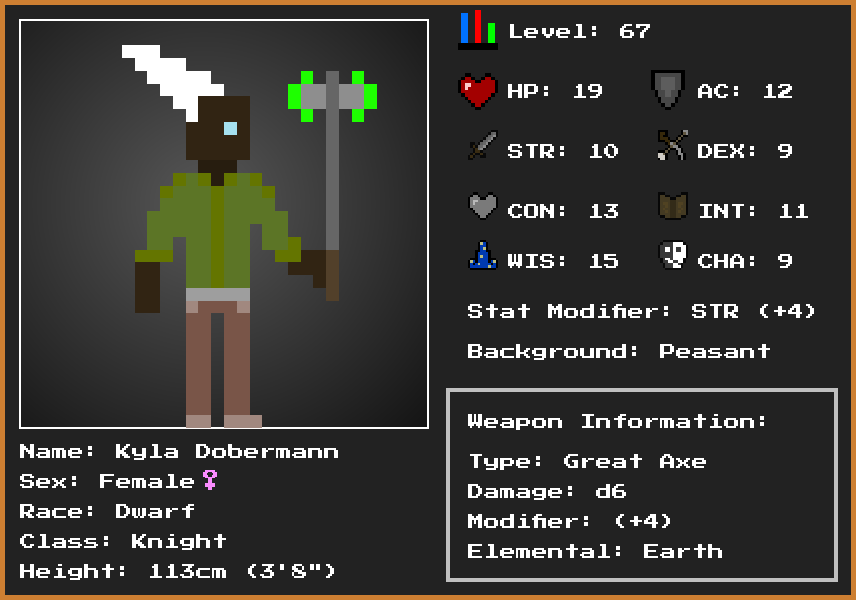 Level: 67
HP: 19 AC: 12
STR: 10 DEX: 9
CON: 13 INT: 11
WIS: 15 CHA: 9
Stat Modifier: STR (+4)
Background: Peasant
Weapon Information:
Type: Great Axe
Damage: d6
Modifier: (+4)
Elemental: Earth
Name: Kyla Dobermann
Sex: Female♀
Race: Dwarf
Class: Knight
Height: 113cm (3'8")